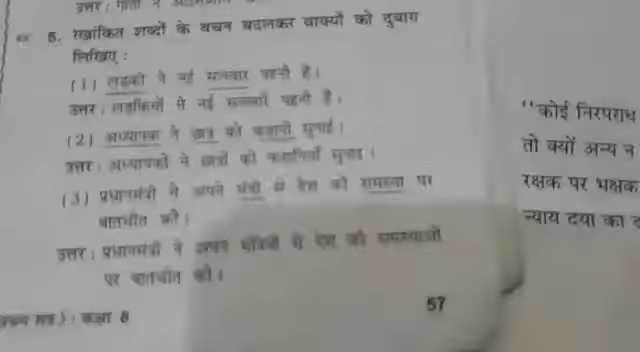 5. रेखांकित शब्दों के वचन बदलकर वाक्यों को दुबारा
लिखिए :
(1) लड़की ने नई सलवार पहनी है।
उत्तर : लड़कियों ने नई सलवारें पहनी हैं।
(2) अध्यापक ने छात्र को कहानी सुनाई।
उत्तर : अध्यापकों ने छात्रों को कहानियाँ सुनाई।
(3) प्रधानमंत्री ने अपने मंत्री से देश की समस्या पर
बातचीत की।
उत्तर : प्रधानमंत्री ने अपने मंत्रियों से देश की समस्याओं
पर बातचीत की।
कक्षा 8
57
"कोई निरपराध
तो क्यों अन्य न
रक्षक पर भक्षक
न्याय दया का